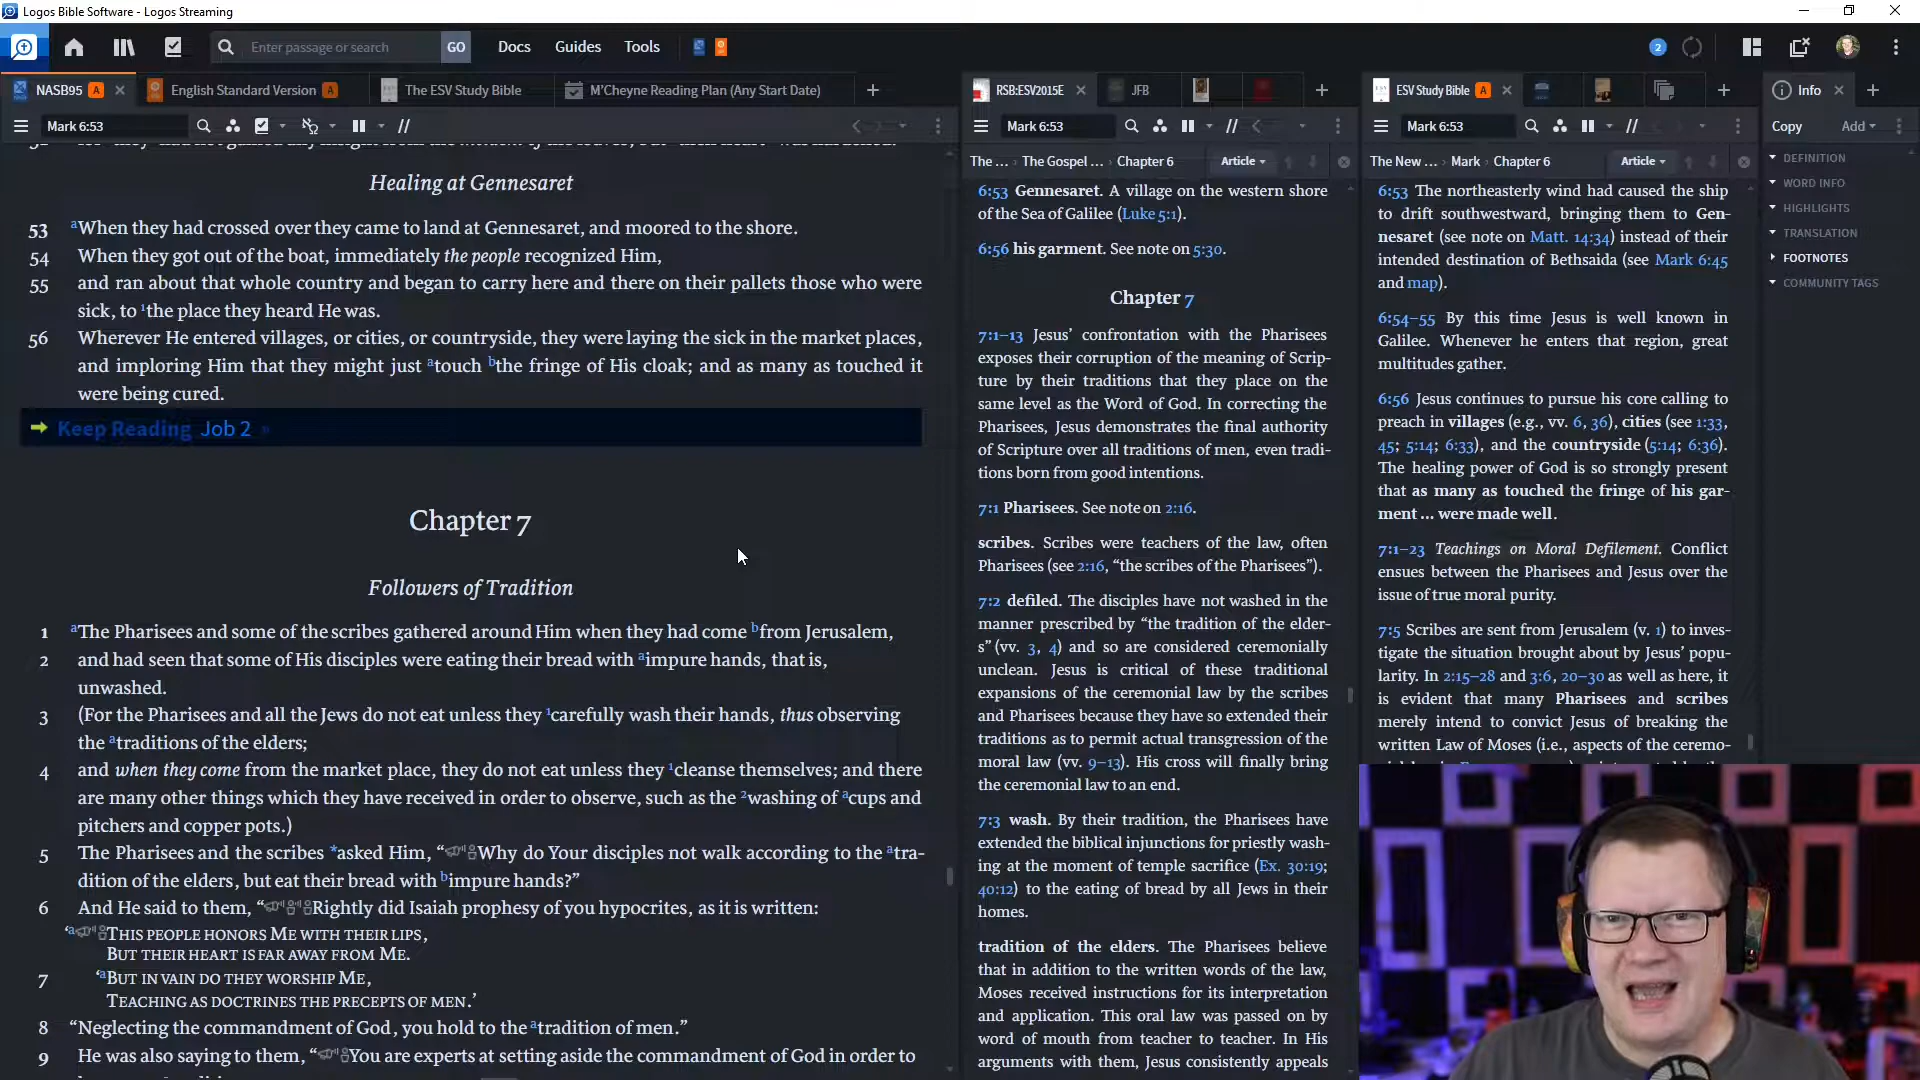 Logos Bible Software - Logos Streaming
Enter passage or search
GO
Docs
Guides
Tools
2
NASB95 A
English Standard Version A
The ESV Study Bible
M'Cheyne Reading Plan (Any Start Date)
Mark 6:53
Healing at Gennesaret
53 aWhen they had crossed over they came to land at Gennesaret, and moored to the shore.
54 When they got out of the boat, immediately the people recognized Him,
55 and ran about that whole country and began to carry here and there on their pallets those who were
sick, to 1the place they heard He was.
56 Wherever He entered villages, or cities, or countryside, they were laying the sick in the market places,
and imploring Him that they might just atouch bthe fringe of His cloak; and as many as touched it
were being cured.
Keep Reading Job 2 »
Chapter 7
Followers of Tradition
1 aThe Pharisees and some of the scribes gathered around Him when they had come bfrom Jerusalem,
2 and had seen that some of His disciples were eating their bread with aimpure hands, that is,
unwashed.
3 (For the Pharisees and all the Jews do not eat unless they 1carefully wash their hands, thus observing
the atraditions of the elders;
4 and when they come from the market place, they do not eat unless they 1cleanse themselves; and there
are many other things which they have received in order to observe, such as the 2washing of acups and
pitchers and copper pots.)
5 The Pharisees and the scribes *asked Him, “Why do Your disciples not walk according to the atra-
dition of the elders, but eat their bread with bimpure hands?”
6 And He said to them, “Rightly did Isaiah prophesy of you hypocrites, as it is written:
‘aTHIS PEOPLE HONORS ME WITH THEIR LIPS,
BUT THEIR HEART IS FAR AWAY FROM ME.
7 ‘aBUT IN VAIN DO THEY WORSHIP ME,
TEACHING AS DOCTRINES THE PRECEPTS OF MEN.’
8 “Neglecting the commandment of God, you hold to the atradition of men.”
9 He was also saying to them, “You are experts at setting aside the commandment of God in order to
RSB:ESV2015E
JFB
Mark 6:53
The ... › The Gospel ... › Chapter 6
Article
6:53 Gennesaret. A village on the western shore
of the Sea of Galilee (Luke 5:1).
6:56 his garment. See note on 5:30.
Chapter 7
7:1–13 Jesus’ confrontation with the Pharisees
exposes their corruption of the meaning of Scrip-
ture by their traditions that they place on the
same level as the Word of God. In correcting the
Pharisees, Jesus demonstrates the final authority
of Scripture over all traditions of men, even tradi-
tions born from good intentions.
7:1 Pharisees. See note on 2:16.
scribes. Scribes were teachers of the law, often
Pharisees (see 2:16, “the scribes of the Pharisees”).
7:2 defiled. The disciples have not washed in the
manner prescribed by “the tradition of the elder-
s” (vv. 3, 4) and so are considered ceremonially
unclean. Jesus is critical of these traditional
expansions of the ceremonial law by the scribes
and Pharisees because they have so extended their
traditions as to permit actual transgression of the
moral law (vv. 9–13). His cross will finally bring
the ceremonial law to an end.
7:3 wash. By their tradition, the Pharisees have
extended the biblical injunctions for priestly wash-
ing at the moment of temple sacrifice (Ex. 30:19;
40:12) to the eating of bread by all Jews in their
homes.
tradition of the elders. The Pharisees believe
that in addition to the written words of the law,
Moses received instructions for its interpretation
and application. This oral law was passed on by
word of mouth from teacher to teacher. In His
arguments with them, Jesus consistently appeals
ESV Study Bible A
Mark 6:53
The New ... › Mark › Chapter 6
Article
6:53 The northeasterly wind had caused the ship
to drift southwestward, bringing them to Gen-
nesaret (see note on Matt. 14:34) instead of their
intended destination of Bethsaida (see Mark 6:45
and map).
6:54–55 By this time Jesus is well known in
Galilee. Whenever he enters that region, great
multitudes gather.
6:56 Jesus continues to pursue his core calling to
preach in villages (e.g., vv. 6, 36), cities (see 1:33,
45; 5:14; 6:33), and the countryside (5:14; 6:36).
The healing power of God is so strongly present
that as many as touched the fringe of his gar-
ment ... were made well.
7:1–23 Teachings on Moral Defilement. Conflict
ensues between the Pharisees and Jesus over the
issue of true moral purity.
7:5 Scribes are sent from Jerusalem (v. 1) to inves-
tigate the situation brought about by Jesus’ popu-
larity. In 2:15–28 and 3:6, 20–30 as well as here, it
is evident that many Pharisees and scribes
merely intend to convict Jesus of breaking the
written Law of Moses (i.e., aspects of the ceremo-
Info
Copy
Add
DEFINITION
WORD INFO
HIGHLIGHTS
TRANSLATION
FOOTNOTES
COMMUNITY TAGS